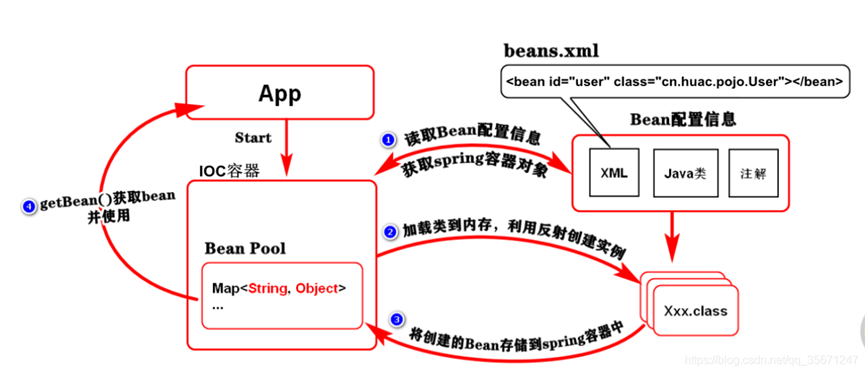 beans.xml
<bean id="user" class="cn.huac.pojo.User"></bean>
App
Start
Bean配置信息
XML
Java类
注解
1
读取Bean配置信息
获取spring容器对象
IOC容器
Bean Pool
Map<String, Object>
...
2
加载类到内存，利用反射创建实例
Xxx.class
3
将创建的Bean存储到spring容器中
4
getBean()获取bean
并使用
https://blog.csdn.net/qq_35671247